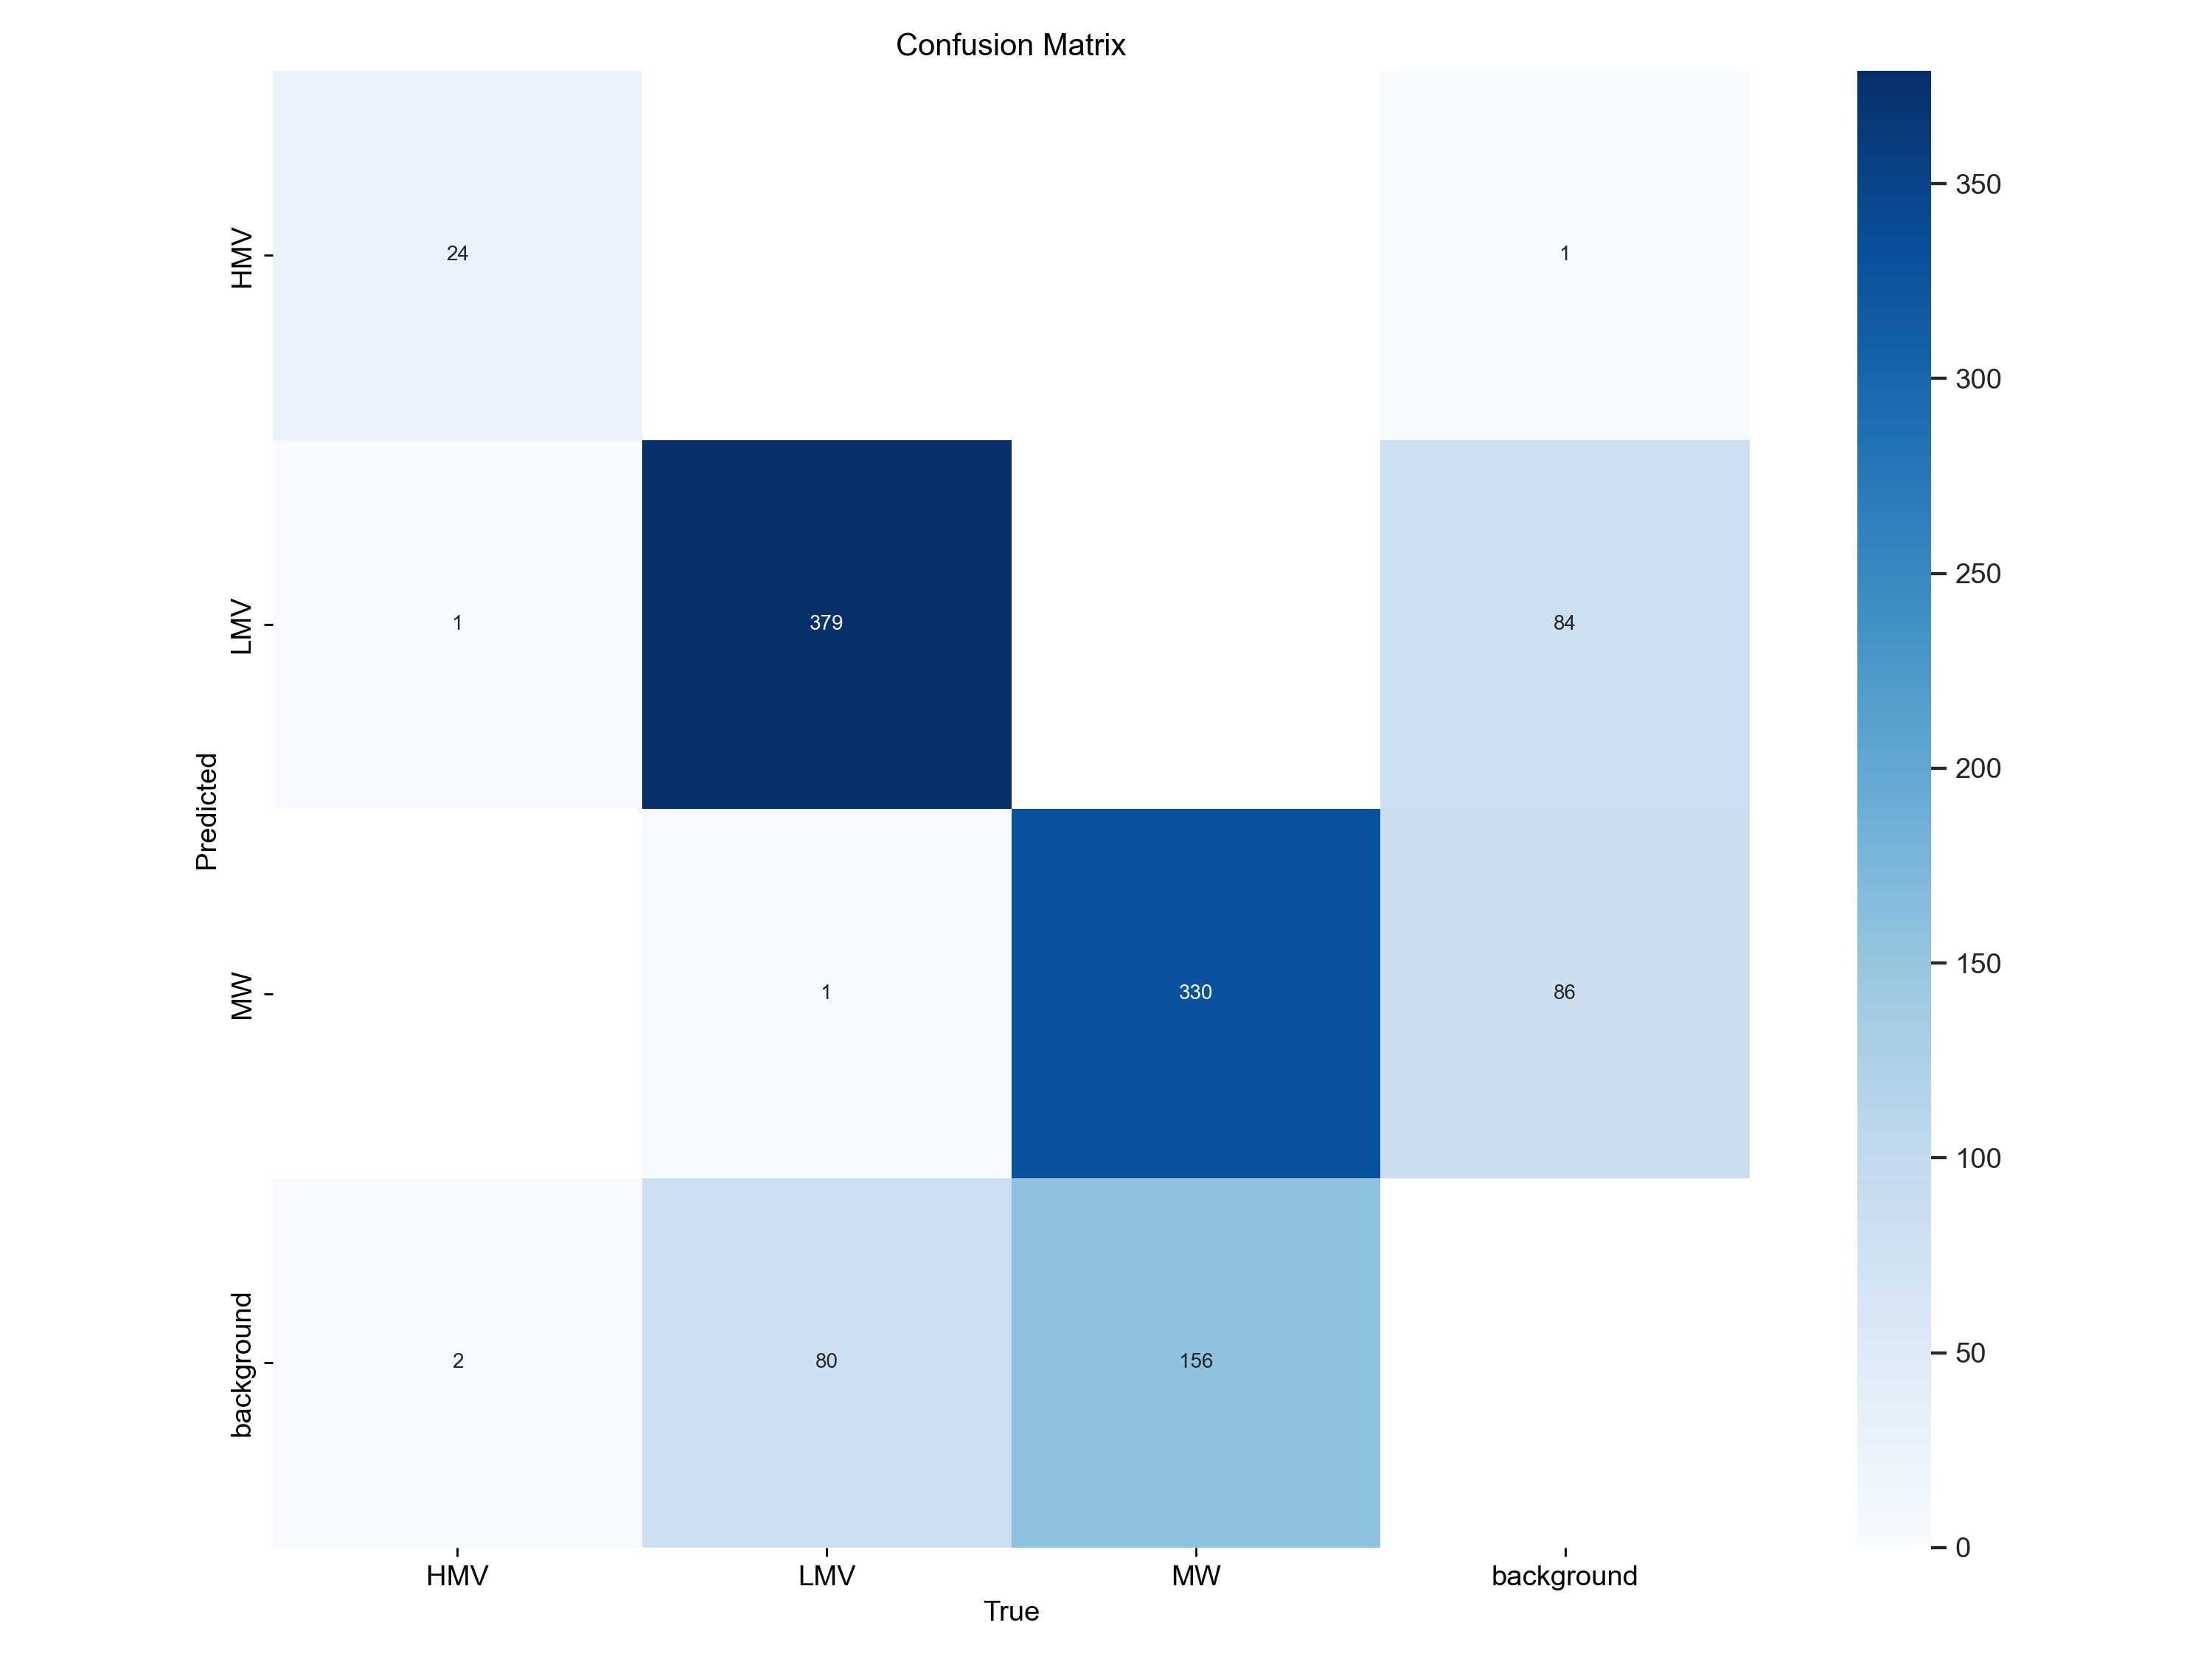 Confusion Matrix
HMV
24
1
LMV
1
379
84
MW
1
330
86
background
2
80
156
HMV
LMV
MW
background
Predicted
True
350
300
250
200
150
100
50
0